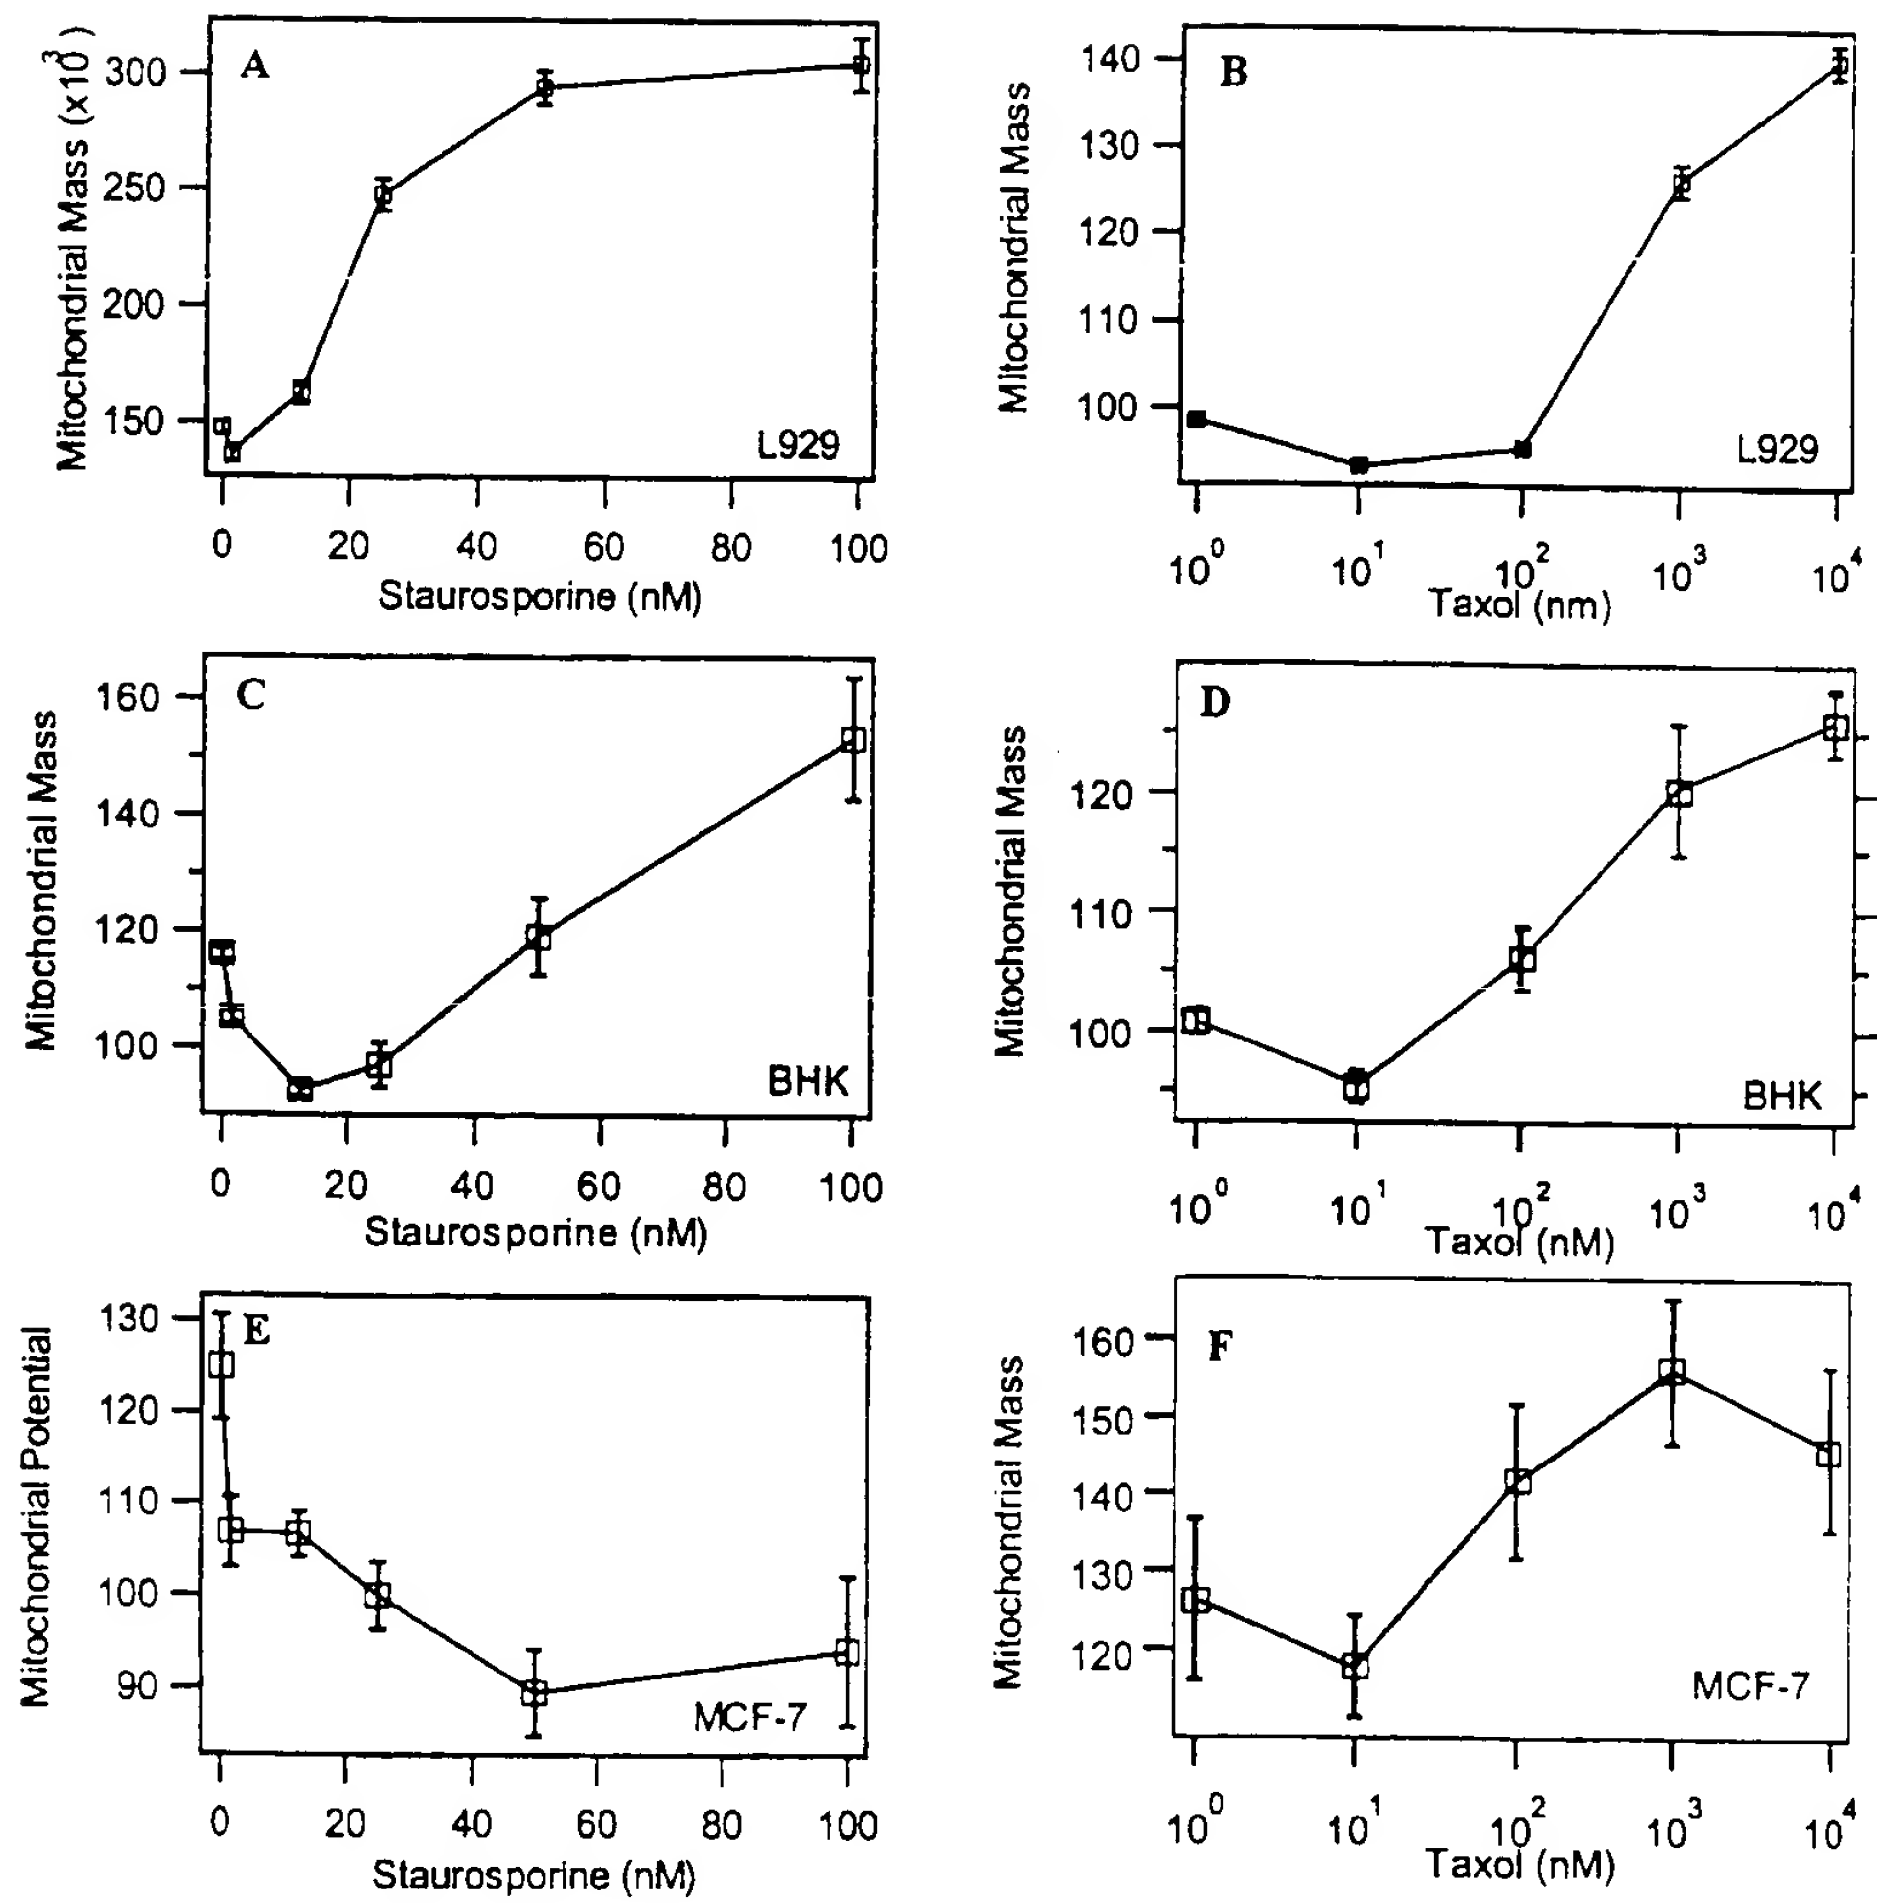 A
Mitochondrial Mass (x10³)
300
250
200
150
L929
0 20 40 60 80 100
Staurosporine (nM)
B
Mitochondrial Mass
140
130
120
110
100
L929
10⁰ 10¹ 10² 10³ 10⁴
Taxol (nm)
C
Mitochondrial Mass
160
140
120
100
BHK
0 20 40 60 80 100
Staurosporine (nM)
D
Mitochondrial Mass
120
110
100
BHK
10⁰ 10¹ 10² 10³ 10⁴
Taxol (nM)
E
Mitochondrial Potential
130
120
110
100
90
MCF-7
0 20 40 60 80 100
Staurosporine (nM)
F
Mitochondrial Mass
160
150
140
130
120
MCF-7
10⁰ 10¹ 10² 10³ 10⁴
Taxol (nM)